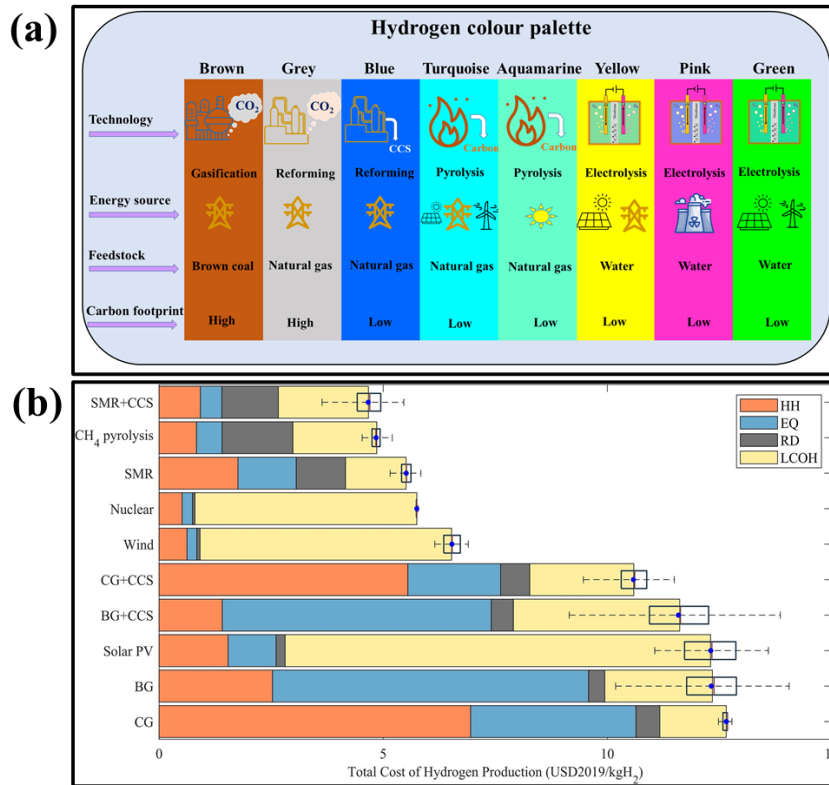 (a)
Hydrogen colour palette
Brown Grey Blue Turquoise Aquamarine Yellow Pink Green
Technology
CO2 CO2
CCS Carbon Carbon
Gasification Reforming Reforming Pyrolysis Pyrolysis Electrolysis Electrolysis Electrolysis
Energy source
Feedstock
Brown coal Natural gas Natural gas Natural gas Natural gas Water Water Water
Carbon footprint
High High Low Low Low Low Low Low
(b)
SMR+CCS
CH4 pyrolysis
SMR
Nuclear
Wind
CG+CCS
BG+CCS
Solar PV
BG
CG
HH
EQ
RD
LCOH
0 5 10
Total Cost of Hydrogen Production (USD2019/kgH2)